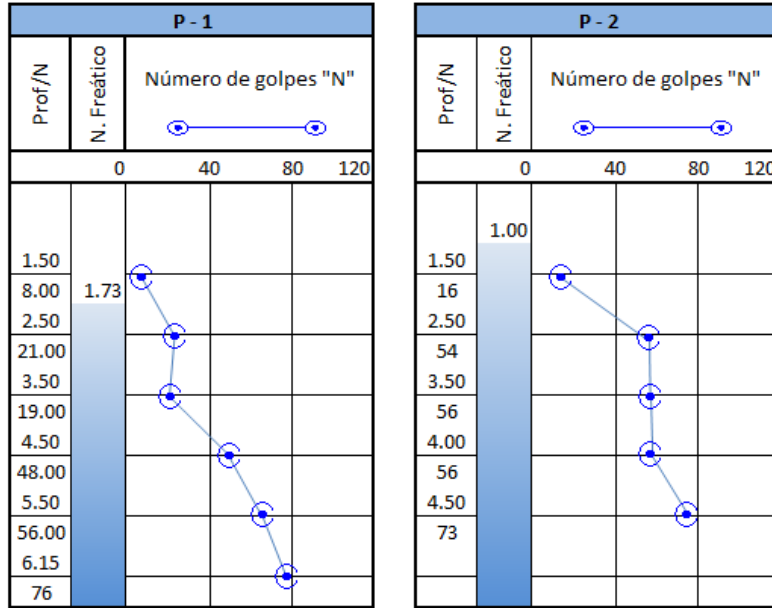 P - 1
Prof/N
N. Freático
Número de golpes "N"
0 40 80 120
1.50
8.00 1.73
2.50
21.00
3.50
19.00
4.50
48.00
5.50
56.00
6.15
76
P - 2
Prof/N
N. Freático
Número de golpes "N"
0 40 80 120
1.00
1.50
16
2.50
54
3.50
56
4.00
56
4.50
73